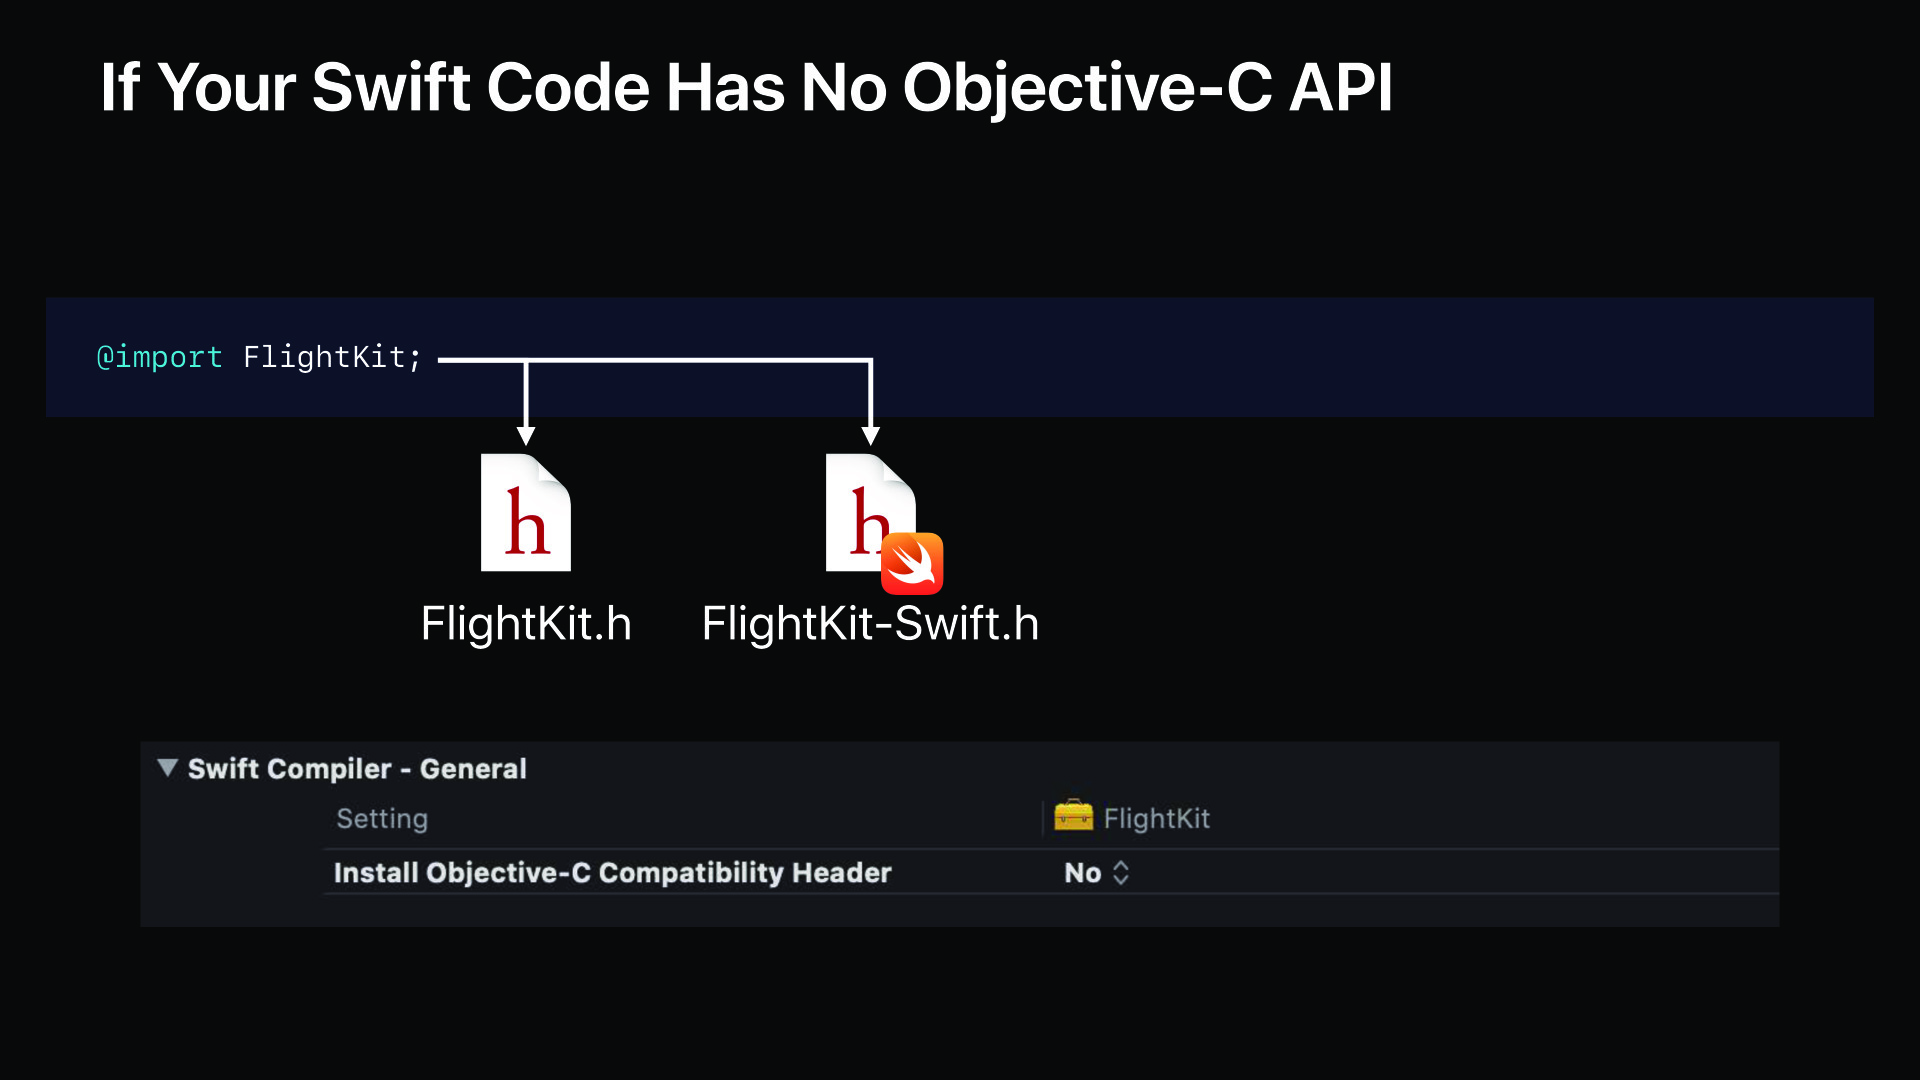 If Your Swift Code Has No Objective-C API
@import FlightKit;
h
h
FlightKit.h
FlightKit-Swift.h
Swift Compiler - General
Setting
FlightKit
Install Objective-C Compatibility Header
No